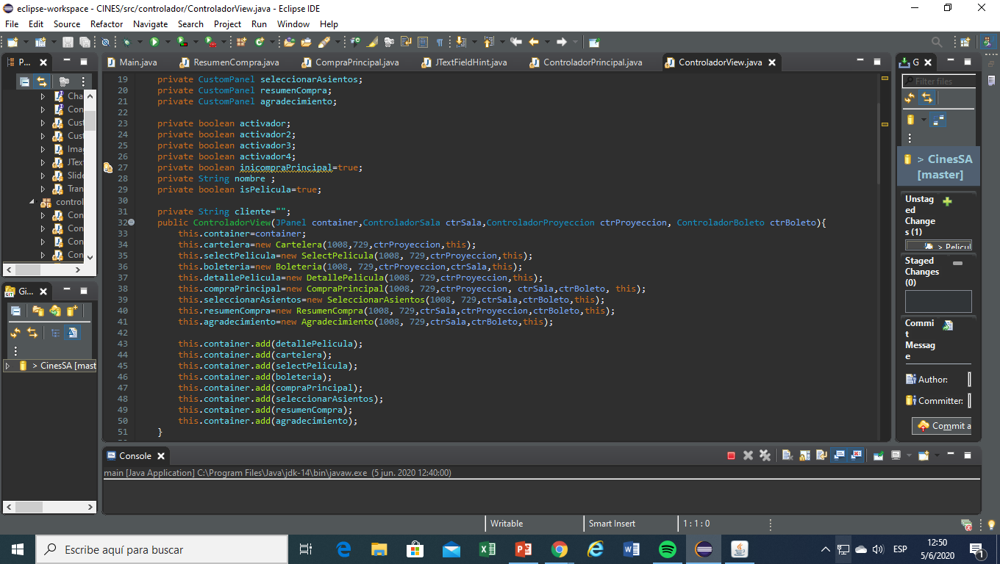 eclipse-workspace - CINES/src/controlador/ControladorView.java - Eclipse IDE
File Edit Source Refactor Navigate Search Project Run Window Help
P...
Main.java ResumenCompra.java CompraPrincipal.java JTextFieldHint.java ControladorPrincipal.java ControladorView.java
G
Cha
Con
Cust
Cust
Imag
JText
Slide
Tran
control
Con
Con
Con
Con
19 private CustomPanel seleccionarAsientos;
20 private CustomPanel resumenCompra;
21 private CustomPanel agradecimiento;
22
23 private boolean activador;
24 private boolean activador2;
25 private boolean activador3;
26 private boolean activador4;
27 private boolean inicompraPrincipal=true;
28 private String nombre ;
29 private boolean isPelicula=true;
30
31 private String cliente="";
32 public ControladorView(JPanel container,ControladorSala ctrSala,ControladorProyeccion ctrProyeccion, ControladorBoleto ctrBoleto){
33 this.container=container;
34 this.cartelera=new Cartelera(1008,729,ctrProyeccion,this);
35 this.selectPelicula=new SelectPelicula(1008, 729,ctrProyeccion,this);
36 this.boleteria=new Boleteria(1008, 729,ctrProyeccion,ctrSala,this);
37 this.detallePelicula=new DetallePelicula(1008, 729,ctrProyeccion,this);
38 this.compraPrincipal=new CompraPrincipal(1008, 729,ctrProyeccion, ctrSala,ctrBoleto, this);
39 this.seleccionarAsientos=new SeleccionarAsientos(1008, 729,ctrSala,ctrBoleto,this);
40 this.resumenCompra=new ResumenCompra(1008, 729,ctrSala,ctrProyeccion,ctrBoleto,this);
41 this.agradecimiento=new Agradecimiento(1008, 729,ctrSala,ctrBoleto,this);
42
43 this.container.add(detallePelicula);
44 this.container.add(cartelera);
45 this.container.add(selectPelicula);
46 this.container.add(boleteria);
47 this.container.add(compraPrincipal);
48 this.container.add(seleccionarAsientos);
49 this.container.add(resumenCompra);
50 this.container.add(agradecimiento);
51 }
Gi...
> CinesSA [mast
Filter files
> CinesSA
[master]
Unstag
ed
Change
s (1)
> Pelicul
Staged
Changes
(0)
Commi
t
Messag
e
Author:
Committer:
Commit a
Console
main [Java Application] C:\Program Files\Java\jdk-14\bin\javaw.exe (5 jun. 2020 12:40:00)
Writable Smart Insert 1 : 1 : 0
Escribe aquí para buscar
ESP
12:50
5/6/2020
1